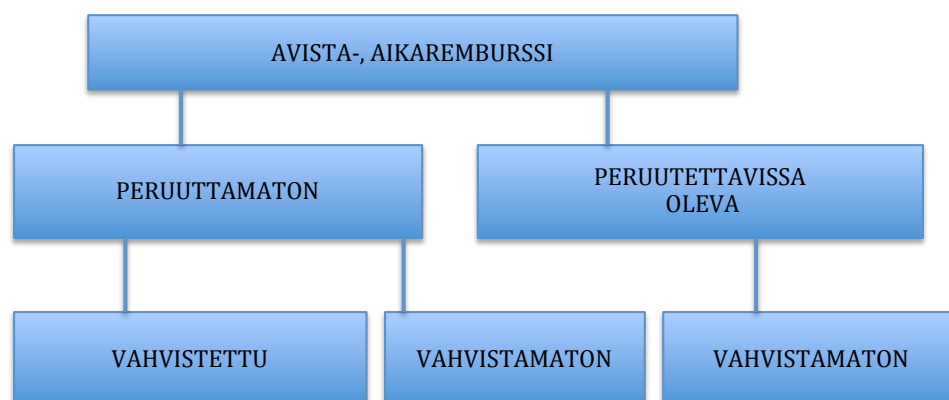 AVISTA-, AIKAREMBURSSI
PERUUTTAMATON
PERUUTETTAVISSA
OLEVA
VAHVISTETTU
VAHVISTAMATON
VAHVISTAMATON